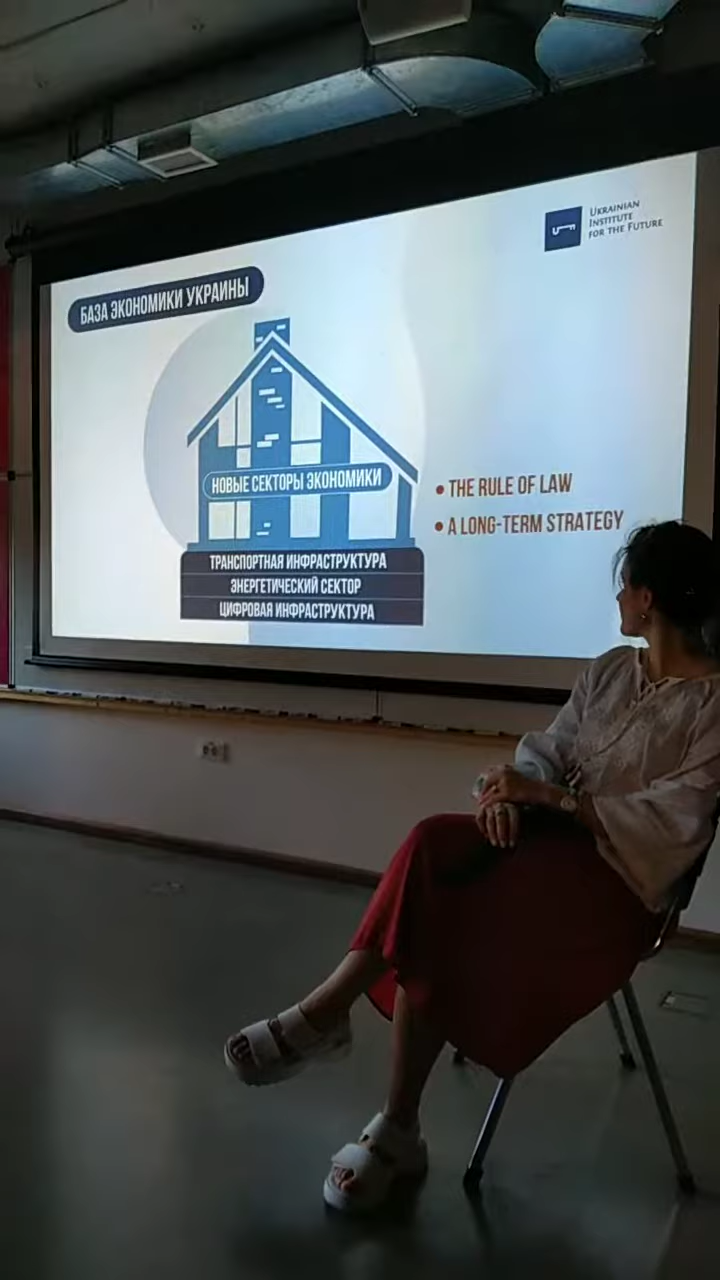 UKRAINIAN
INSTITUTE
FOR THE FUTURE
БАЗА ЭКОНОМИКИ УКРАИНЫ
НОВЫЕ СЕКТОРЫ ЭКОНОМИКИ
• THE RULE OF LAW
• A LONG-TERM STRATEGY
ТРАНСПОРТНАЯ ИНФРАСТРУКТУРА
ЭНЕРГЕТИЧЕСКИЙ СЕКТОР
ЦИФРОВАЯ ИНФРАСТРУКТУРА